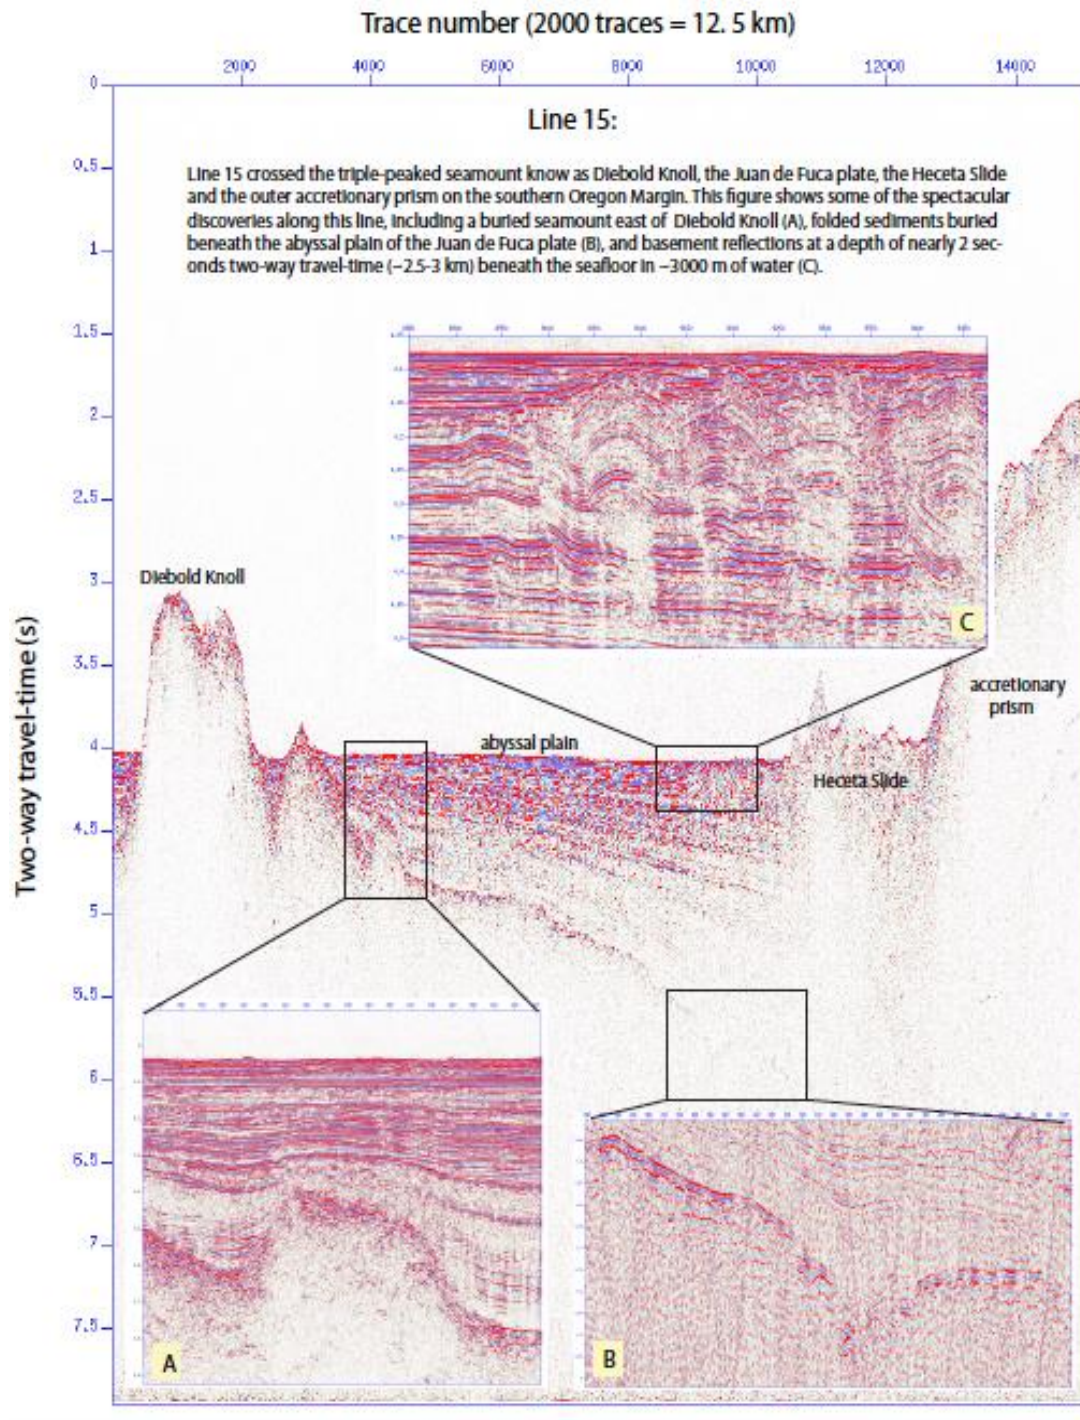 Trace number (2000 traces = 12. 5 km)
2000 4000 6000 8000 10000 12000 14000
0
Line 15:
0.5
Line 15 crossed the triple-peaked seamount know as Diebold Knoll, the Juan de Fuca plate, the Heceta Slide
and the outer accretionary prism on the southern Oregon Margin. This figure shows some of the spectacular
discoveries along this line, including a buried seamount east of Diebold Knoll (A), folded sediments buried
beneath the abyssal plain of the Juan de Fuca plate (B), and basement reflections at a depth of nearly 2 sec-
onds two-way travel-time (~2.5-3 km) beneath the seafloor in ~3000 m of water (C).
1
1.5
2
2.5
3
Diebold Knoll
C
3.5
accretionary
prism
4
abyssal plain
Heceta Slide
4.5
Two-way travel-time (s)
5
5.5
6
6.5
7
7.5
A
B